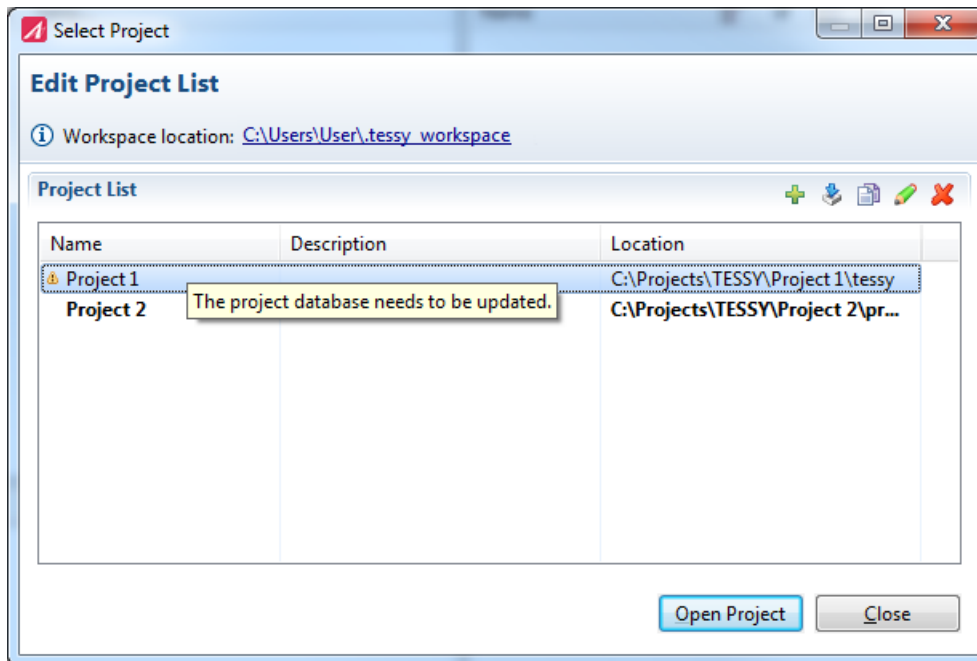 Select Project
Edit Project List
Workspace location: C:\Users\User\.tessy_workspace
Project List
Name Description Location
Project 1 C:\Projects\TESSY\Project 1\tessy
The project database needs to be updated.
Project 2 C:\Projects\TESSY\Project 2\pr...
Open Project Close